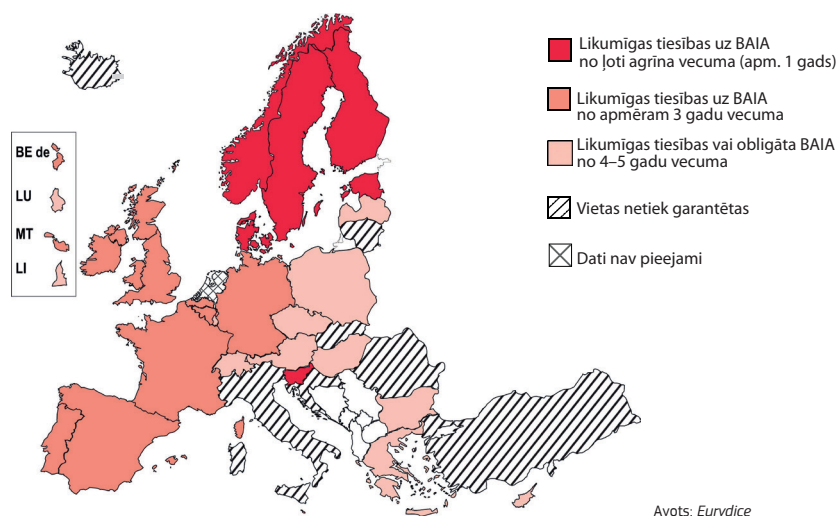 Likumīgas tiesības uz BAIA
no ļoti agrīna vecuma (apm. 1 gads)
Likumīgas tiesības uz BAIA
no apmēram 3 gadu vecuma
Likumīgas tiesības vai obligāta BAIA
no 4–5 gadu vecuma
Vietas netiek garantētas
Dati nav pieejami
BE de
LU
MT
LI
Avots: Eurydice